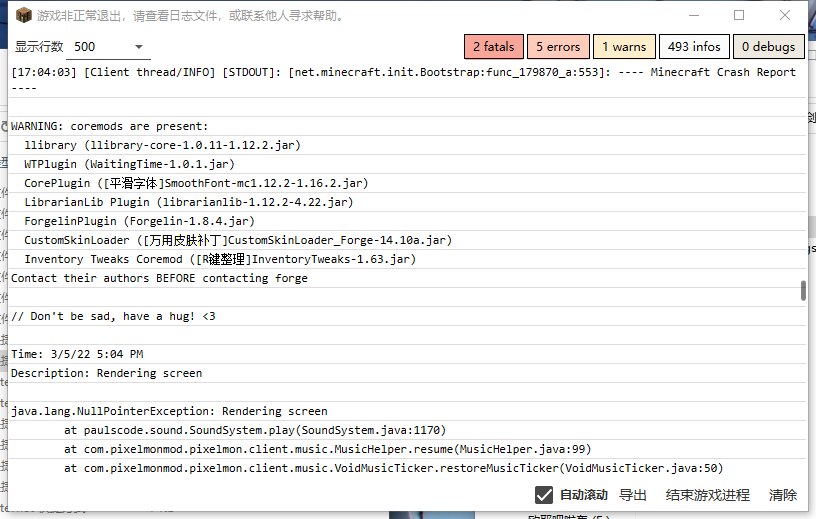 游戏非正常退出，请查看日志文件，或联系他人寻求帮助。
显示行数 500 2 fatals 5 errors 1 warns 493 infos 0 debugs
[17:04:03] [Client thread/INFO] [STDOUT]: [net.minecraft.init.Bootstrap:func_179870_a:553]: ---- Minecraft Crash Report
----
WARNING: coremods are present:
llibrary (llibrary-core-1.0.11-1.12.2.jar)
WTPlugin (WaitingTime-1.0.1.jar)
CorePlugin ([平滑字体]SmoothFont-mc1.12.2-1.16.2.jar)
LibrarianLib Plugin (librarianlib-1.12.2-4.22.jar)
ForgelinPlugin (Forgelin-1.8.4.jar)
CustomSkinLoader ([万用皮肤补丁]CustomSkinLoader_Forge-14.10a.jar)
Inventory Tweaks Coremod ([R键整理]InventoryTweaks-1.63.jar)
Contact their authors BEFORE contacting forge
// Don't be sad, have a hug! <3
Time: 3/5/22 5:04 PM
Description: Rendering screen
java.lang.NullPointerException: Rendering screen
at paulscode.sound.SoundSystem.play(SoundSystem.java:1170)
at com.pixelmonmod.pixelmon.client.music.MusicHelper.resume(MusicHelper.java:99)
at com.pixelmonmod.pixelmon.client.music.VoidMusicTicker.restoreMusicTicker(VoidMusicTicker.java:50)
自动滚动 导出 结束游戏进程 清除